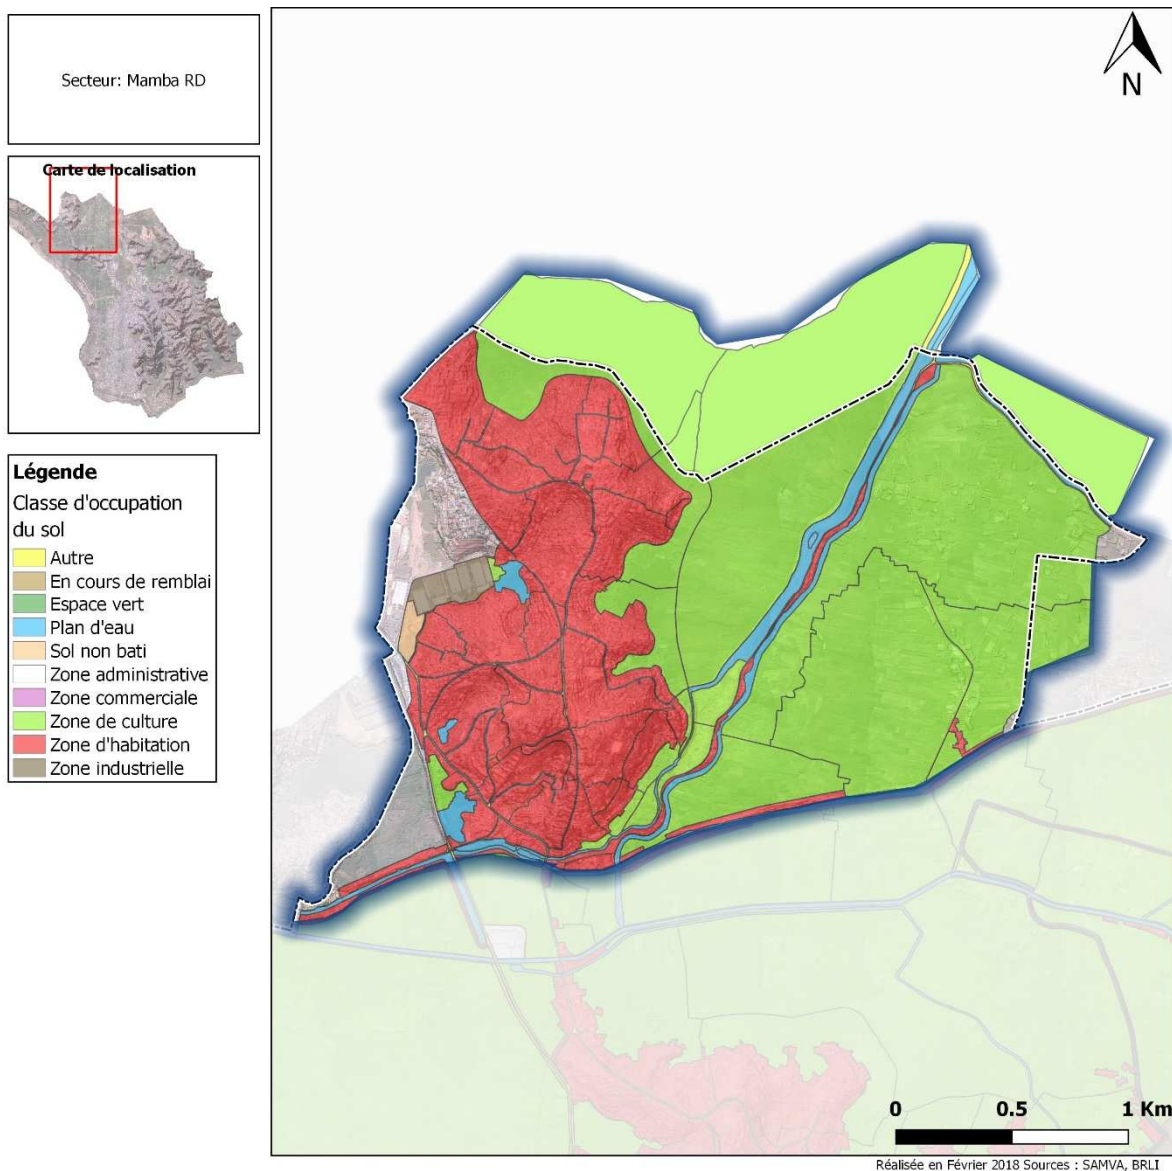 Secteur: Mamba RD
Carte de localisation
Légende
Classe d'occupation
du sol
Autre
En cours de remblai
Espace vert
Plan d'eau
Sol non bati
Zone administrative
Zone commerciale
Zone de culture
Zone d'habitation
Zone industrielle
N
0 0.5 1 Km
Réalisée en Février 2018 Sources : SAMVA, BRLI